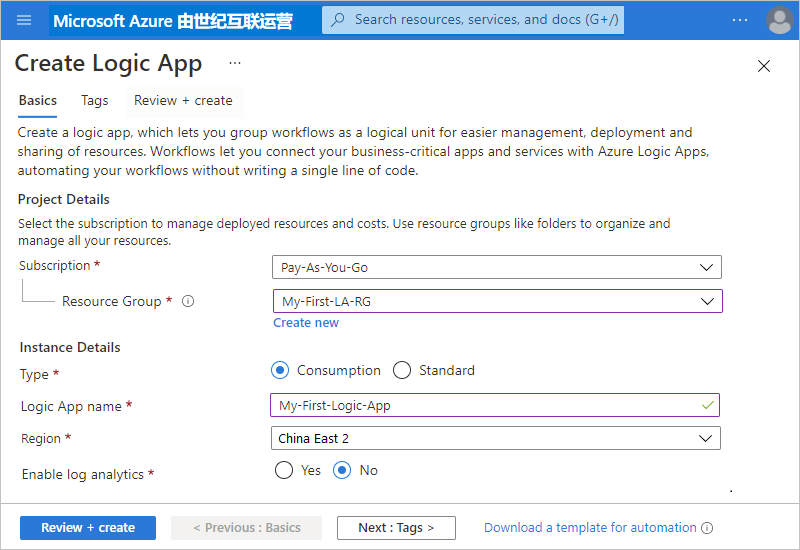 Microsoft Azure 由世纪互联运营
Search resources, services, and docs (G+/)
...
Create Logic App ...
Basics Tags Review + create
Create a logic app, which lets you group workflows as a logical unit for easier management, deployment and
sharing of resources. Workflows let you connect your business-critical apps and services with Azure Logic Apps,
automating your workflows without writing a single line of code.
Project Details
Select the subscription to manage deployed resources and costs. Use resource groups like folders to organize and
manage all your resources.
Subscription * Pay-As-You-Go
Resource Group * My-First-LA-RG
Create new
Instance Details
Type * Consumption Standard
Logic App name * My-First-Logic-App
Region * China East 2
Enable log analytics * Yes No
.
Review + create < Previous : Basics Next : Tags > Download a template for automation